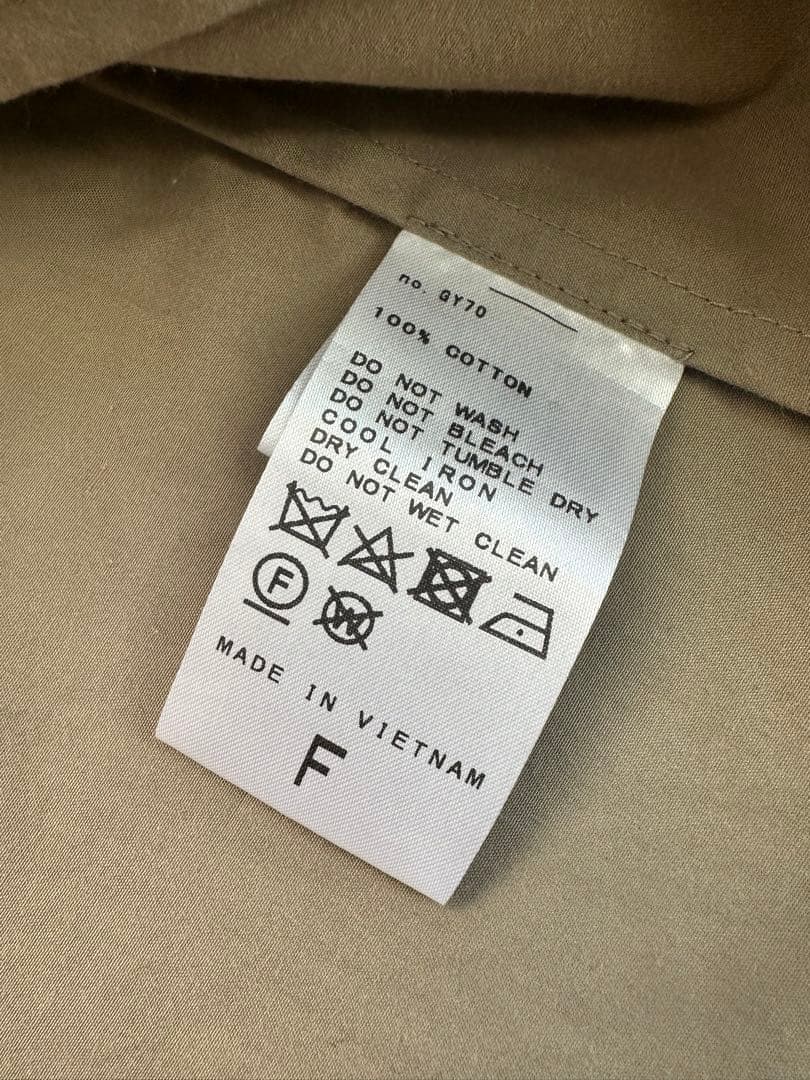 no. GY70
100% COTTON
DO NOT WASH
DO NOT BLEACH
DO NOT TUMBLE DRY
COOL IRON
DRY CLEAN
DO NOT WET CLEAN
F W
MADE IN VIETNAM
F